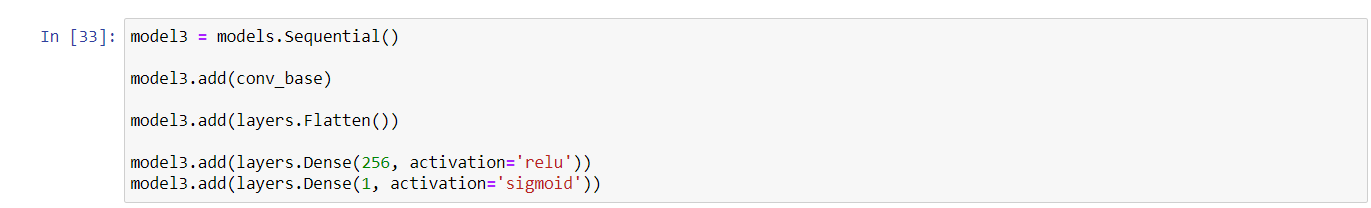 In [33]: model3 = models.Sequential()
model3.add(conv_base)
model3.add(layers.Flatten())
model3.add(layers.Dense(256, activation='relu'))
model3.add(layers.Dense(1, activation='sigmoid'))